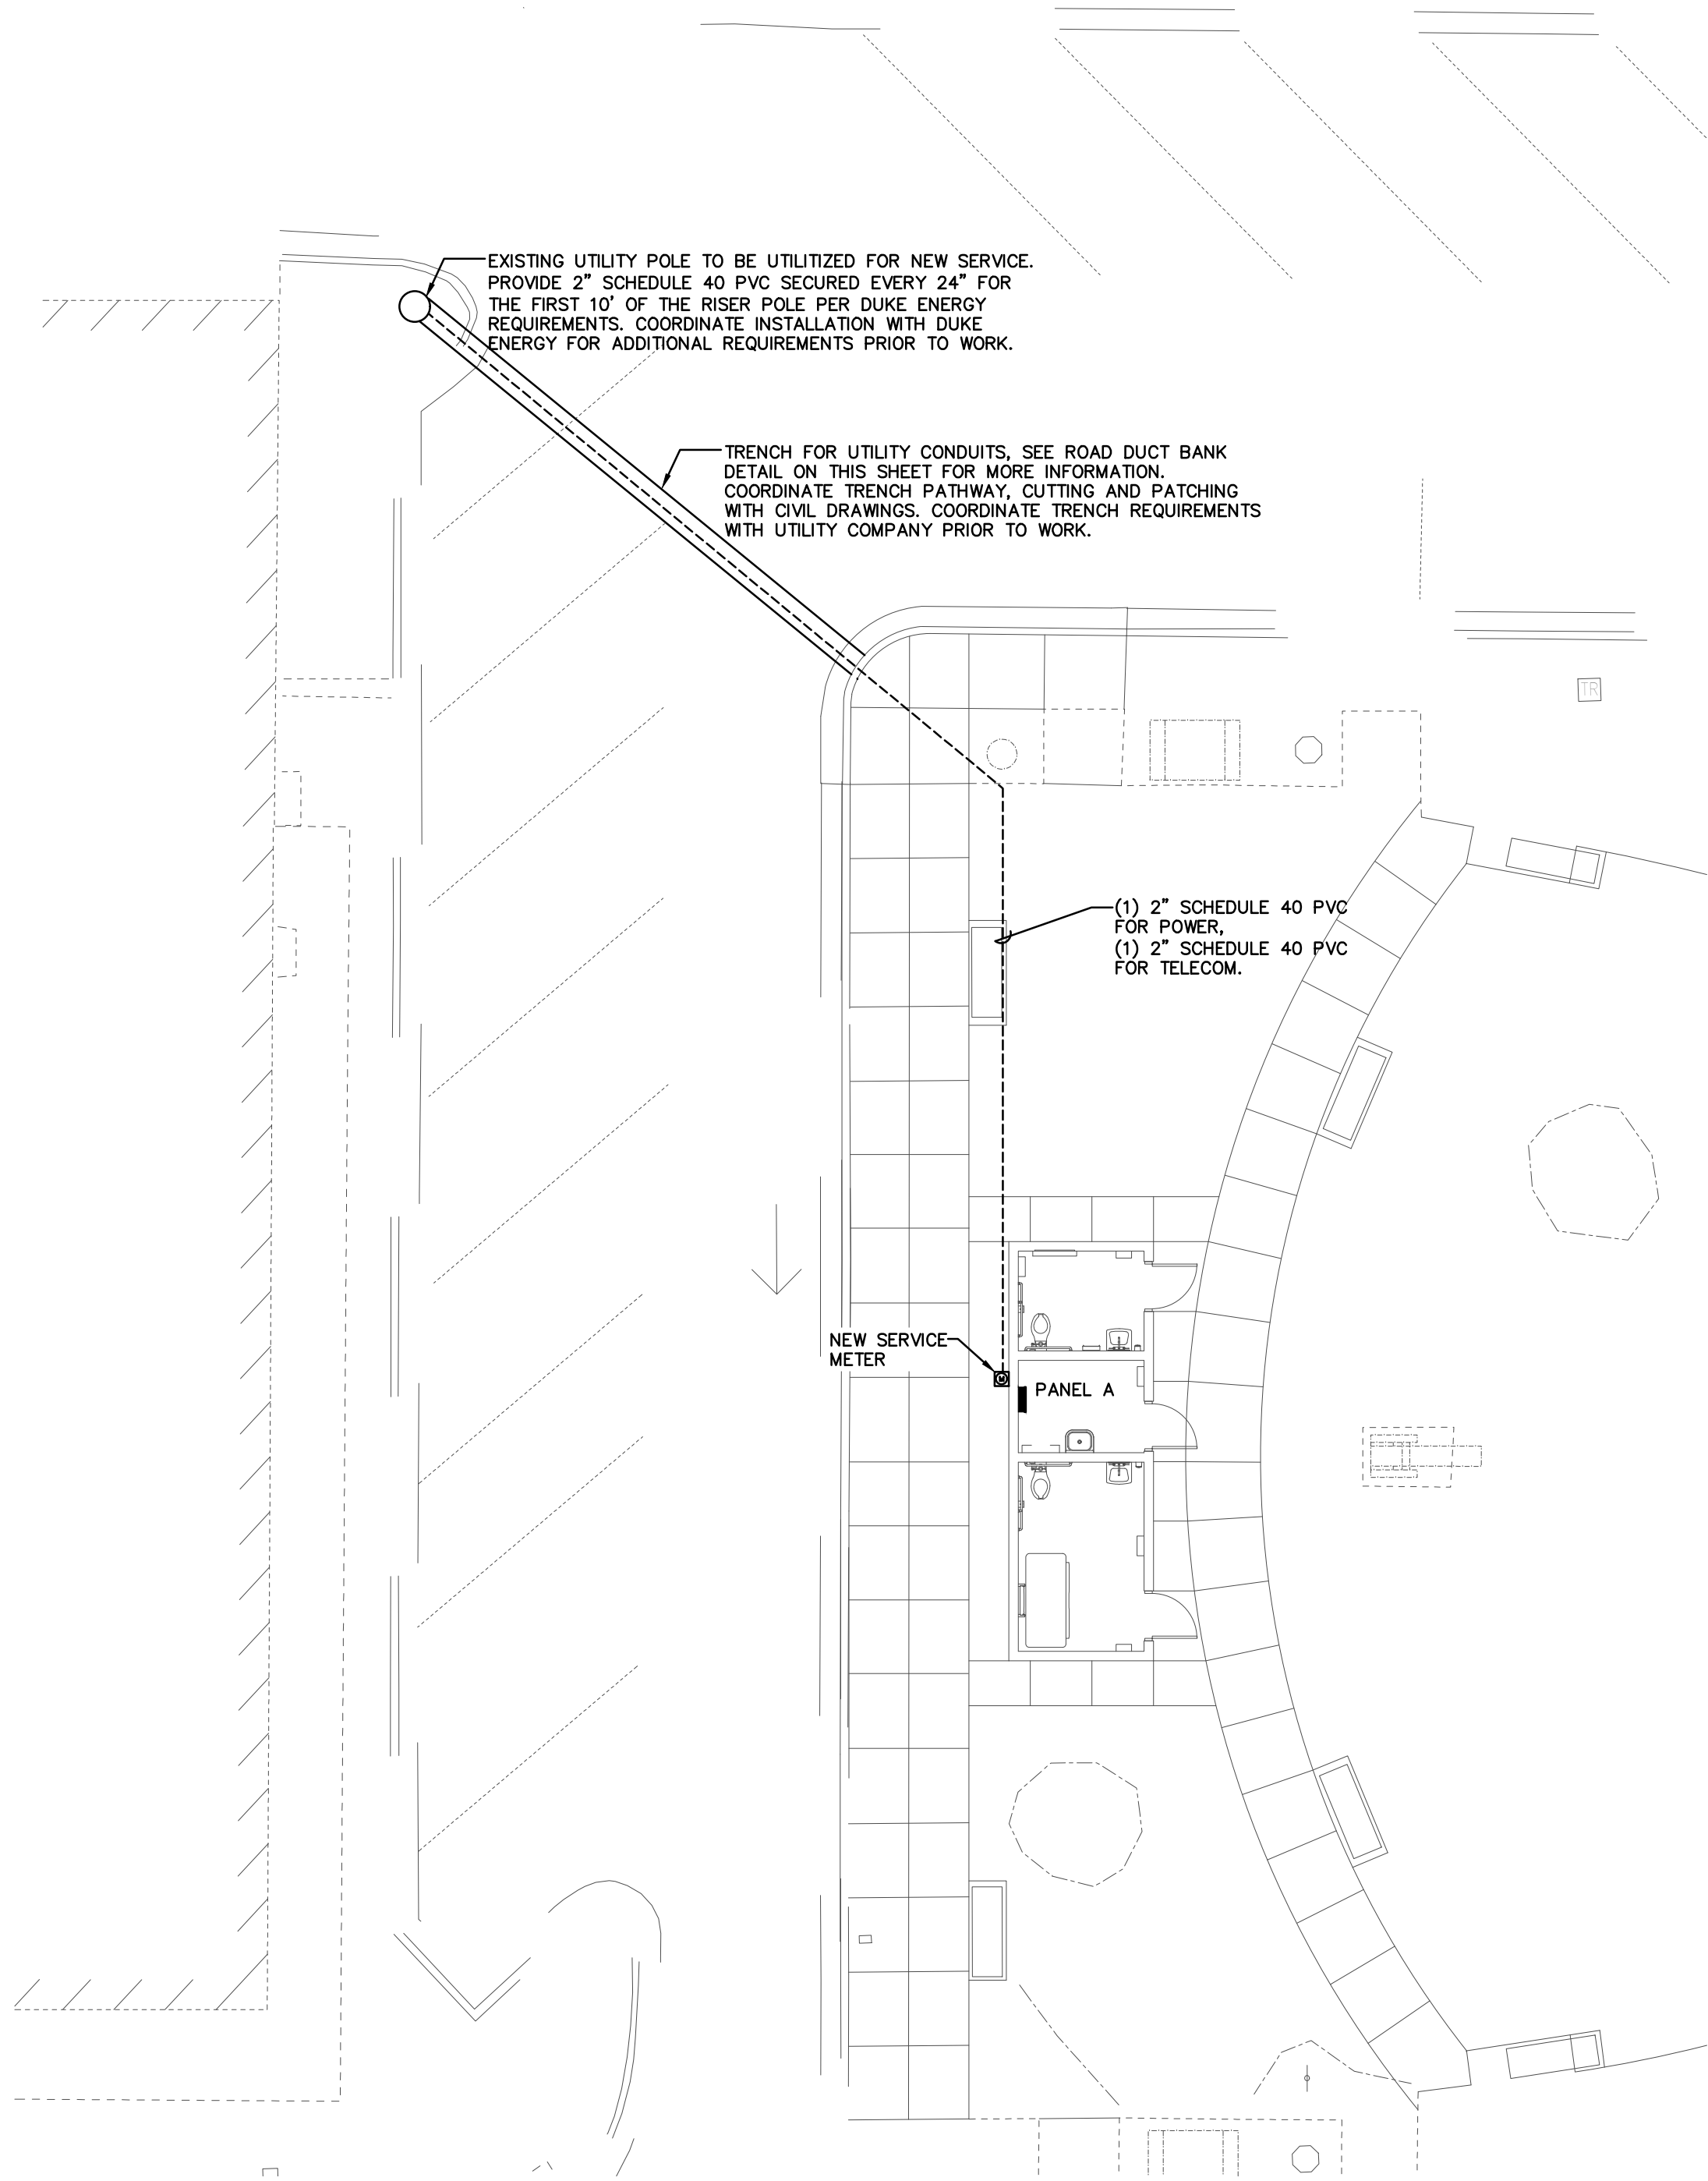 EXISTING UTILITY POLE TO BE UTILITIZED FOR NEW SERVICE.
PROVIDE 2" SCHEDULE 40 PVC SECURED EVERY 24" FOR
THE FIRST 10' OF THE RISER POLE PER DUKE ENERGY
REQUIREMENTS. COORDINATE INSTALLATION WITH DUKE
ENERGY FOR ADDITIONAL REQUIREMENTS PRIOR TO WORK.
TRENCH FOR UTILITY CONDUITS, SEE ROAD DUCT BANK
DETAIL ON THIS SHEET FOR MORE INFORMATION.
COORDINATE TRENCH PATHWAY, CUTTING AND PATCHING
WITH CIVIL DRAWINGS. COORDINATE TRENCH REQUIREMENTS
WITH UTILITY COMPANY PRIOR TO WORK.
TR
(1) 2" SCHEDULE 40 PVC
FOR POWER,
(1) 2" SCHEDULE 40 PVC
FOR TELECOM.
NEW SERVICE
METER
M
PANEL A